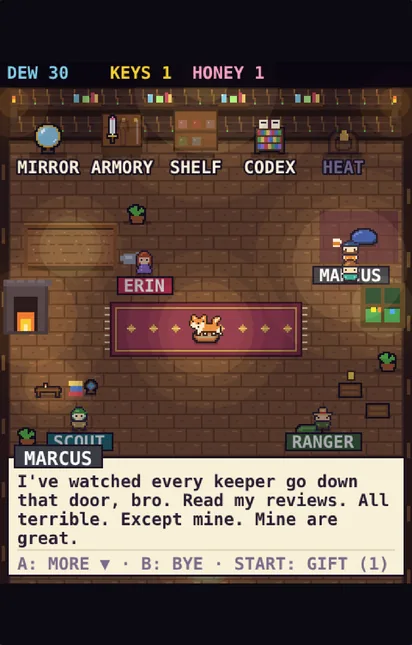 DEW 30 KEYS 1 HONEY 1
MIRROR ARMORY SHELF CODEX HEAT
ERIN
MARCUS
SCOUT
RANGER
MARCUS
I've watched every keeper go down
that door, bro. Read my reviews. All
terrible. Except mine. Mine are
great.
A: MORE ▼ · B: BYE · START: GIFT (1)